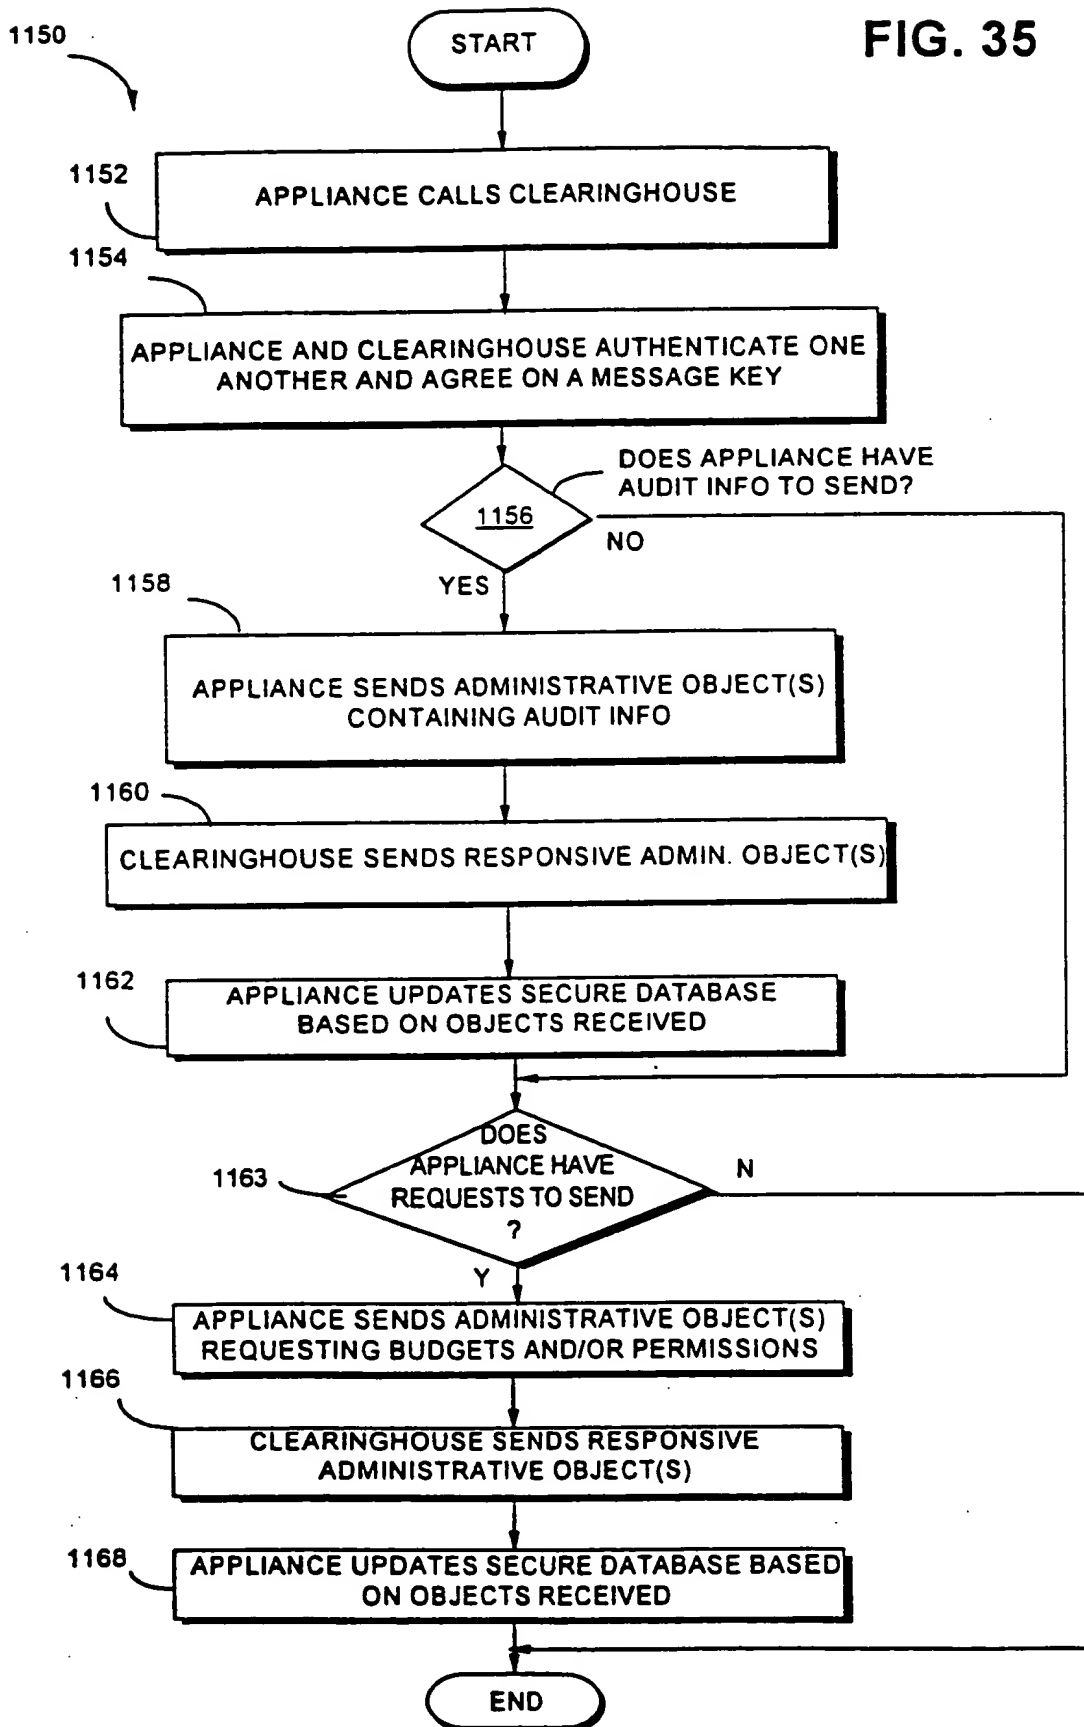 1150
START
FIG. 35
1152
APPLIANCE CALLS CLEARINGHOUSE
1154
APPLIANCE AND CLEARINGHOUSE AUTHENTICATE ONE
ANOTHER AND AGREE ON A MESSAGE KEY
DOES APPLIANCE HAVE
AUDIT INFO TO SEND?
1156
NO
YES
1158
APPLIANCE SENDS ADMINISTRATIVE OBJECT(S)
CONTAINING AUDIT INFO
1160
CLEARINGHOUSE SENDS RESPONSIVE ADMIN. OBJECT(S)
1162
APPLIANCE UPDATES SECURE DATABASE
BASED ON OBJECTS RECEIVED
DOES
APPLIANCE HAVE
REQUESTS TO SEND
?
1163
N
Y
1164
APPLIANCE SENDS ADMINISTRATIVE OBJECT(S)
REQUESTING BUDGETS AND/OR PERMISSIONS
1166
CLEARINGHOUSE SENDS RESPONSIVE
ADMINISTRATIVE OBJECT(S)
1168
APPLIANCE UPDATES SECURE DATABASE BASED
ON OBJECTS RECEIVED
END